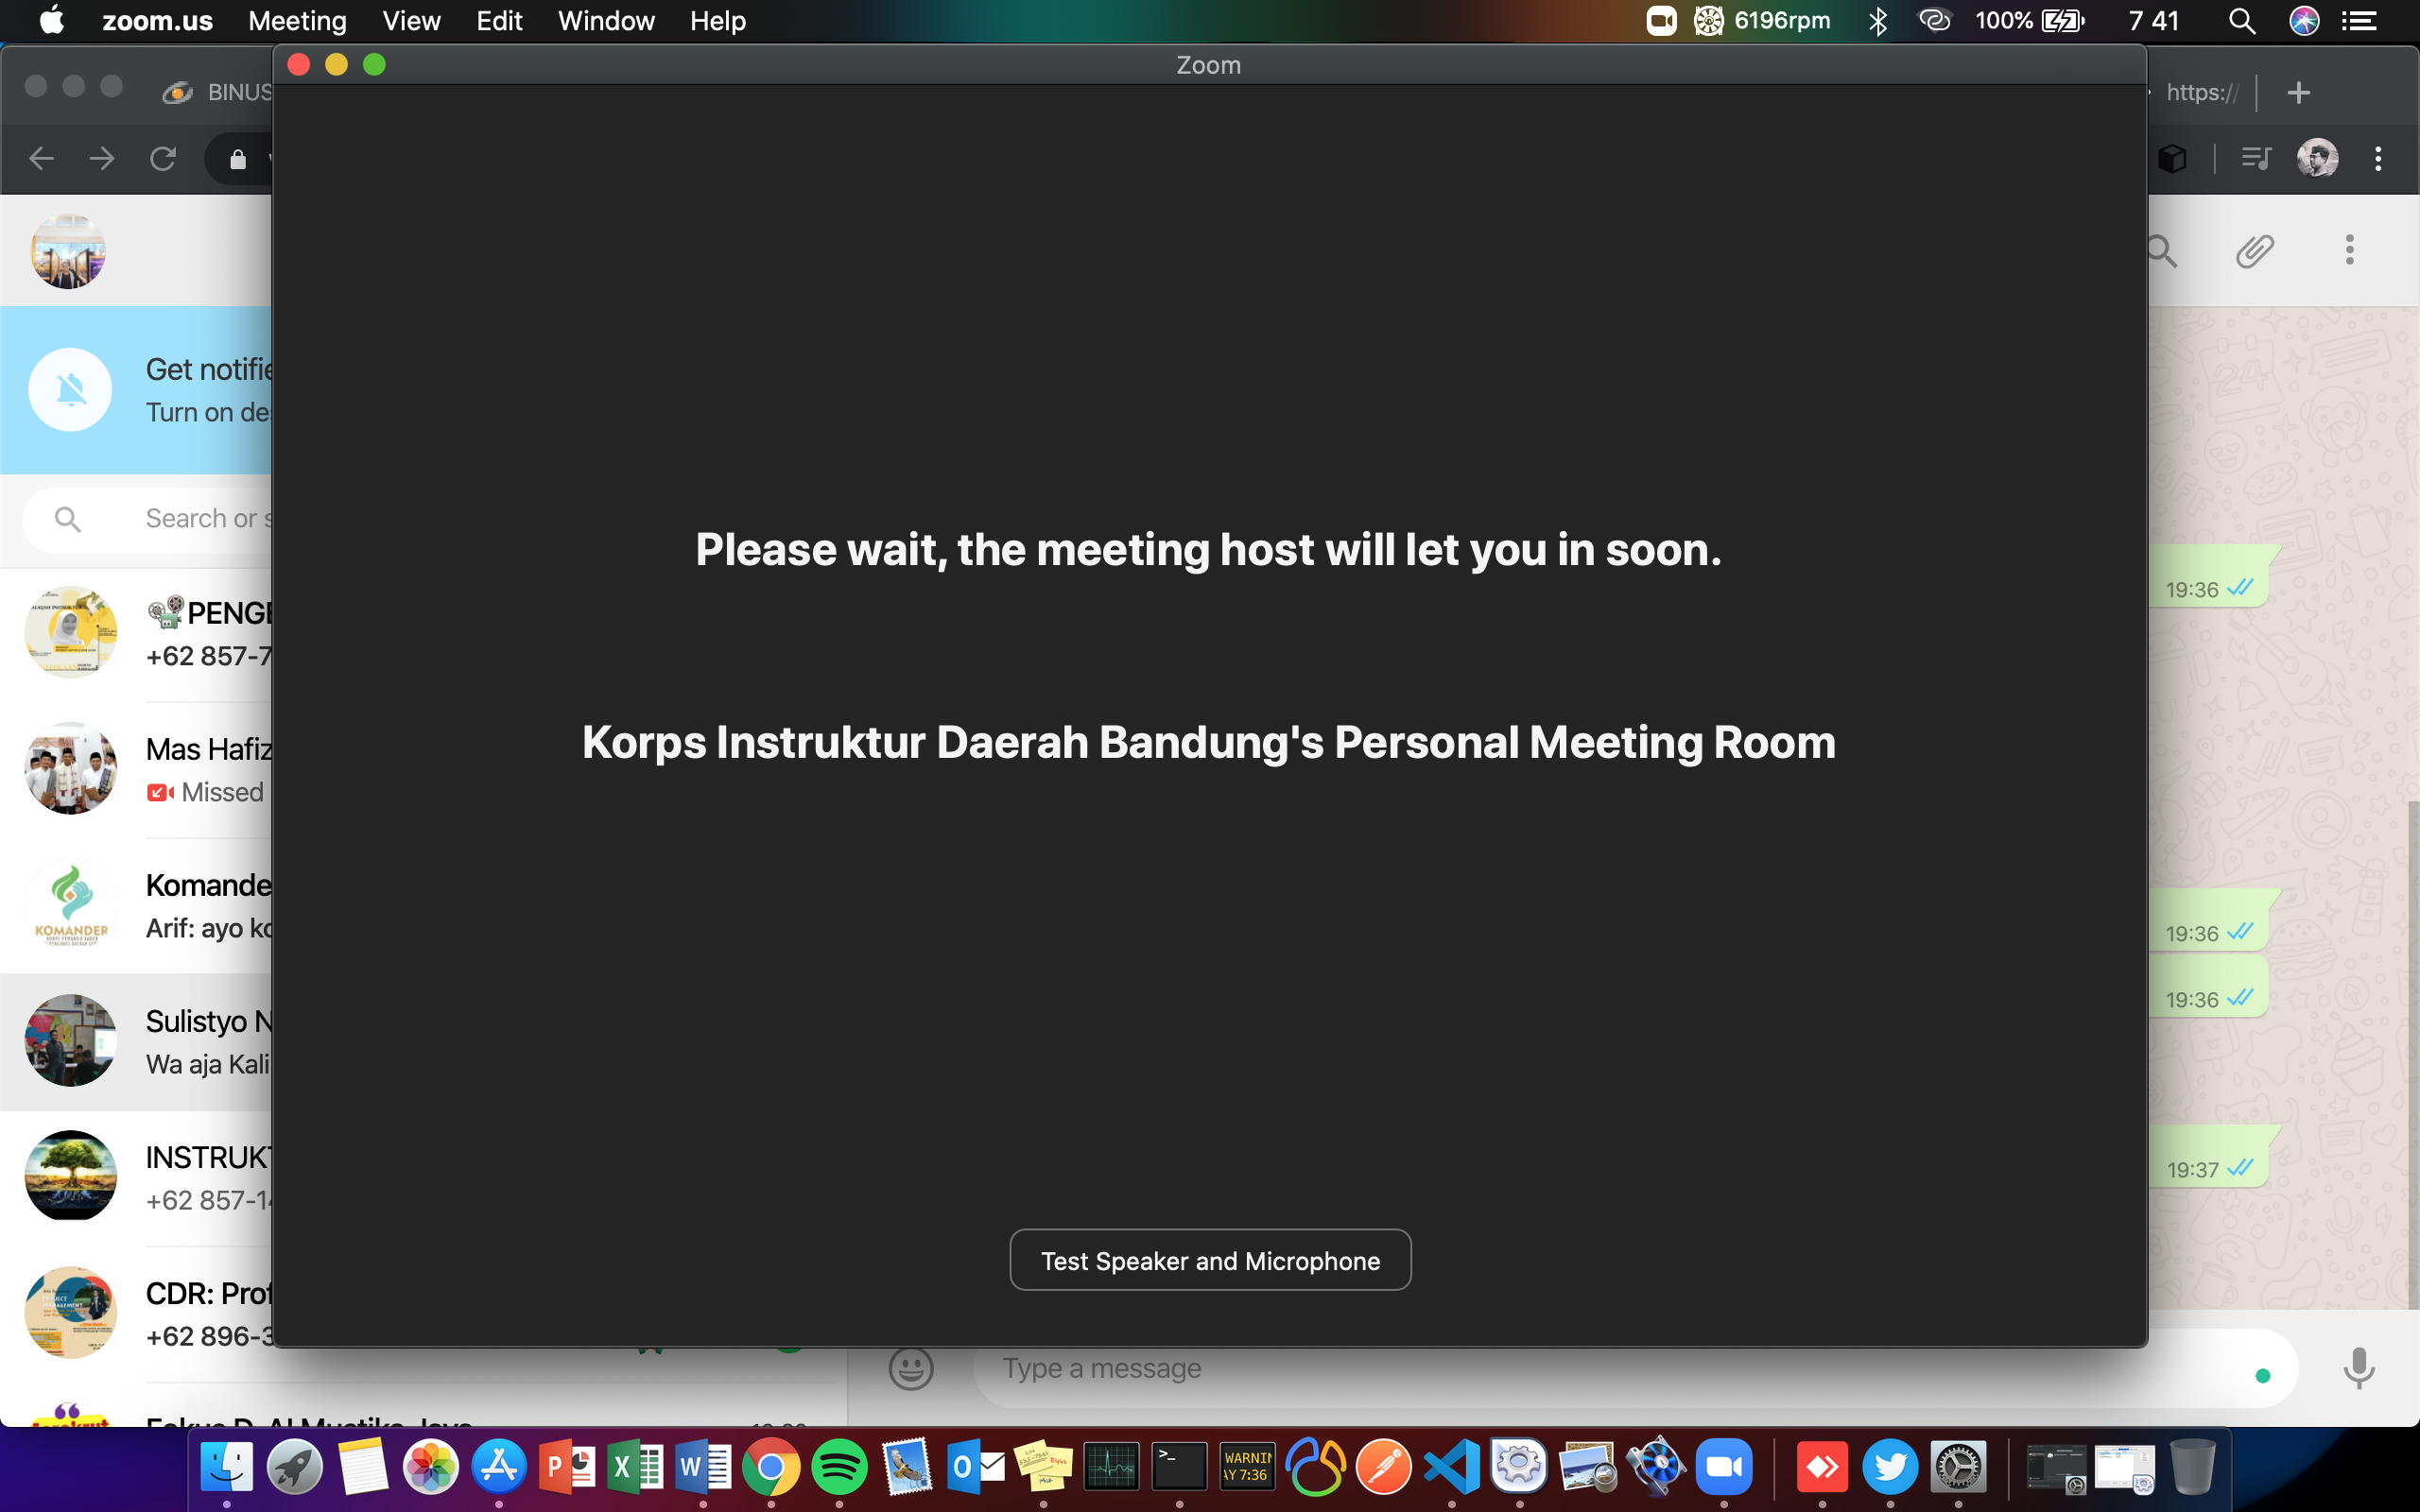 zoom.us Meeting View Edit Window Help 6196rpm 100% 7 41
Zoom
BINUS https://
Get notifie
Turn on de
Search or s
Please wait, the meeting host will let you in soon.
Korps Instruktur Daerah Bandung's Personal Meeting Room
Test Speaker and Microphone
PENGE
+62 857-7
Mas Hafiz
Missed
KOMANDER
Komande
Arif: ayo ko
Sulistyo N
Wa aja Kali
INSTRUKT
+62 857-14
CDR: Prof
+62 896-3
19:36
19:36
19:36
19:37
Type a message
WARNIN
AY 7:36